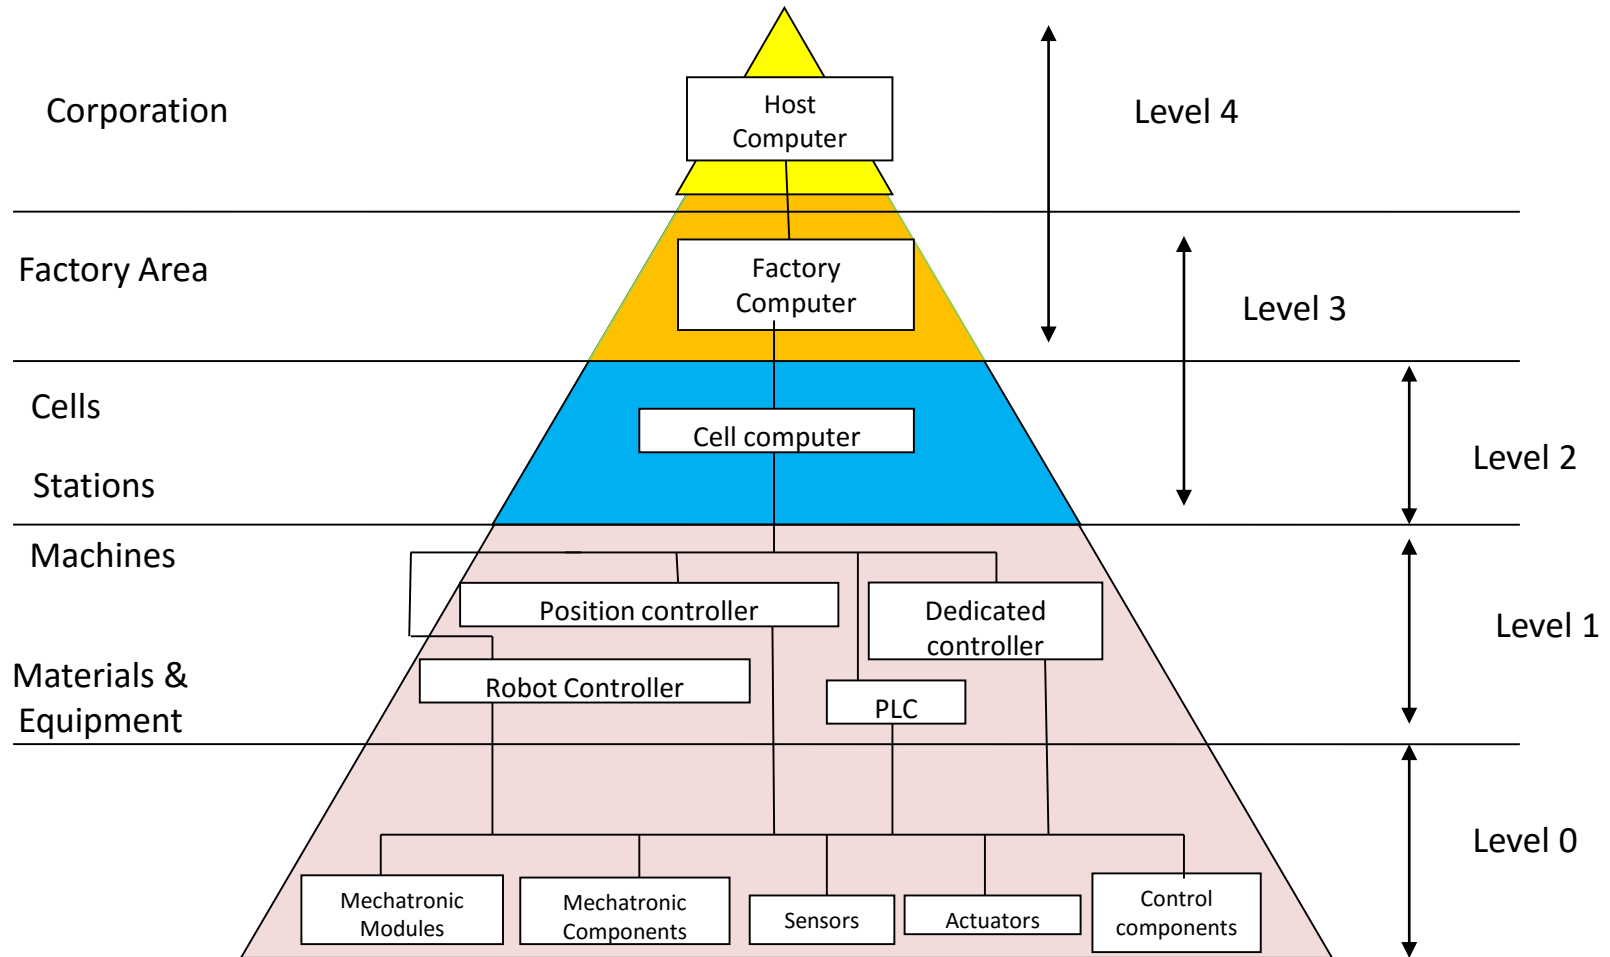 Corporation
Host
Computer
Level 4
Factory Area
Factory
Computer
Level 3
Cells
Cell computer
Level 2
Stations
Machines
Position controller
Dedicated
controller
Level 1
Materials &
Equipment
Robot Controller
PLC
Level 0
Mechatronic
Modules
Mechatronic
Components
Sensors
Actuators
Control
components